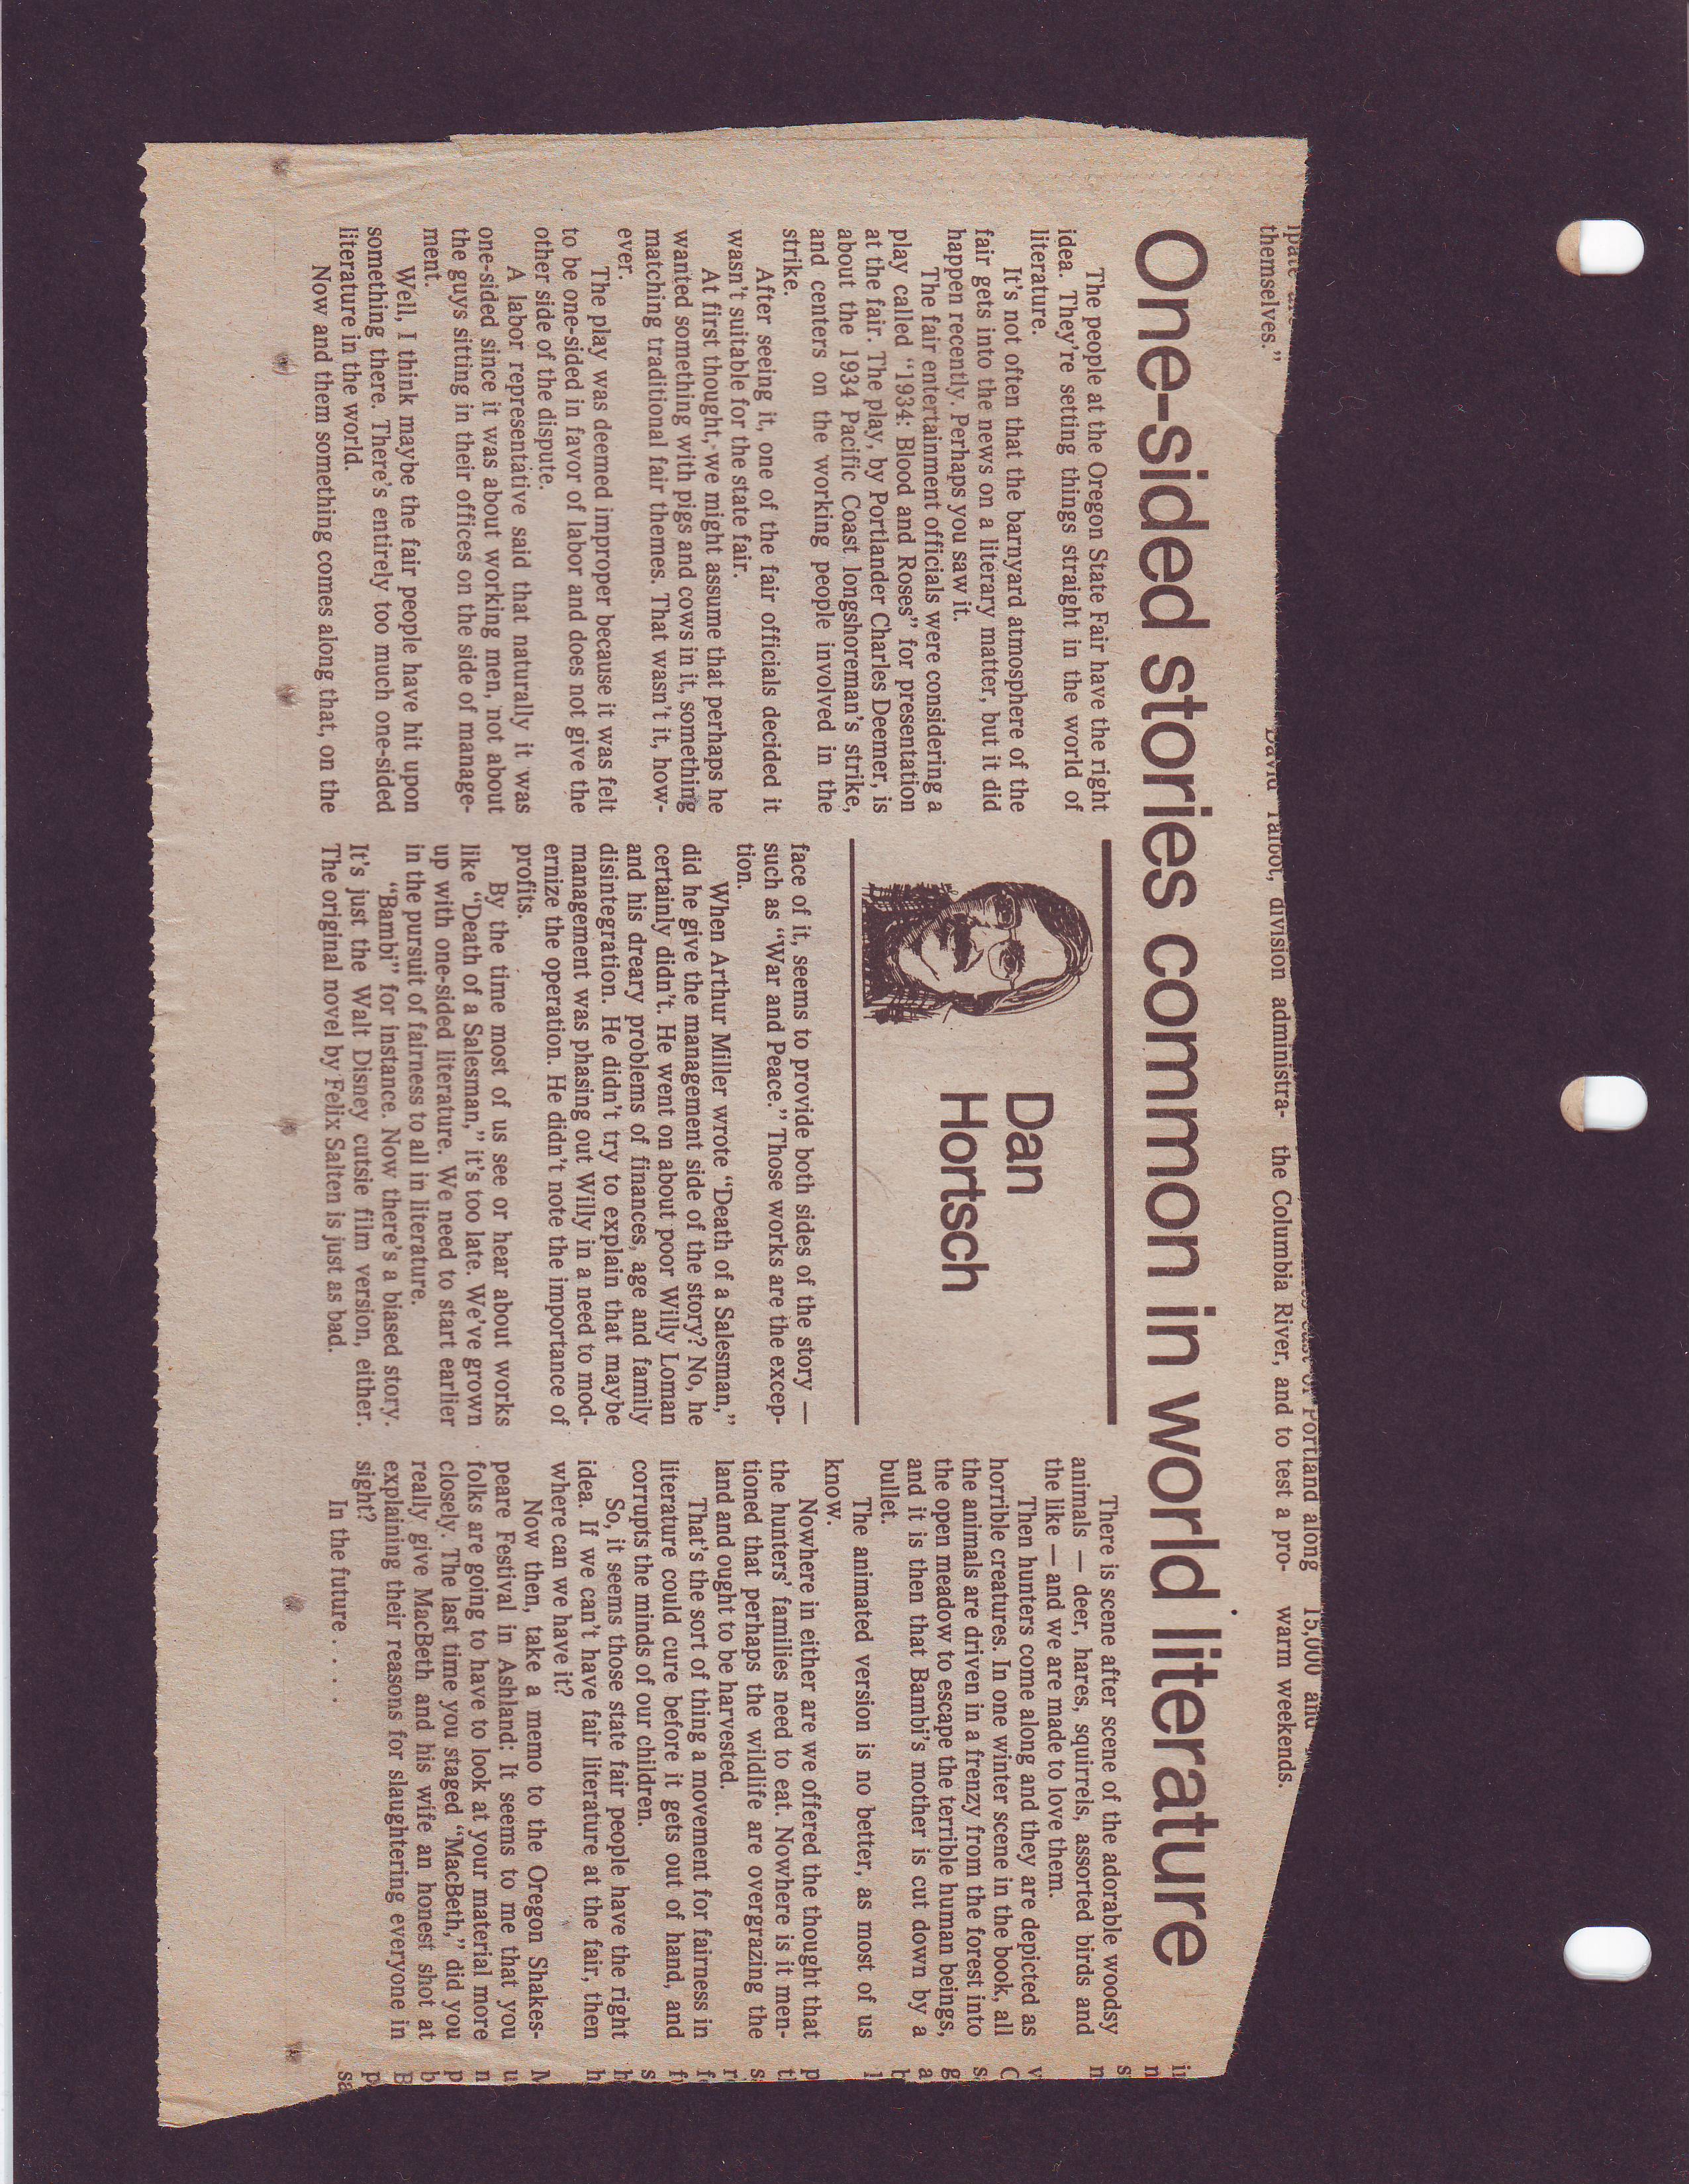 themselves."
division administra-
the Columbia River, and to test a pro-
Portland along
15,000 and
warm weekends.
One-sided stories common in world literature
The people at the Oregon State Fair have the right
idea. They're setting things straight in the world of
literature.
It's not often that the barnyard atmosphere of the
fair gets into the news on a literary matter, but it did
happen recently. Perhaps you saw it.
The fair entertainment officials were considering a
play called "1934: Blood and Roses" for presentation
at the fair. The play, by Portlander Charles Deemer, is
about the 1934 Pacific Coast longshoreman's strike,
and centers on the working people involved in the
strike.
After seeing it, one of the fair officials decided it
wasn't suitable for the state fair.
At first thought, we might assume that perhaps he
wanted something with pigs and cows in it, something
matching traditional fair themes. That wasn't it, how-
ever.
The play was deemed improper because it was felt
to be one-sided in favor of labor and does not give the
other side of the dispute.
A labor representative said that naturally it was
one-sided since it was about working men, not about
the guys sitting in their offices on the side of manage-
ment.
Well, I think maybe the fair people have hit upon
something there. There's entirely too much one-sided
literature in the world.
Now and them something comes along that, on the
Dan
Hortsch
face of it, seems to provide both sides of the story —
such as "War and Peace." Those works are the excep-
tion.
When Arthur Miller wrote "Death of a Salesman,"
did he give the management side of the story? No, he
certainly didn't. He went on about poor Willy Loman
and his dreary problems of finances, age and family
disintegration. He didn't try to explain that maybe
management was phasing out Willy in a need to mod-
ernize the operation. He didn't note the importance of
profits.
By the time most of us see or hear about works
like "Death of a Salesman," it's too late. We've grown
up with one-sided literature. We need to start earlier
in the pursuit of fairness to all in literature.
"Bambi" for instance. Now there's a biased story.
It's just the Walt Disney cutsie film version, either.
The original novel by Felix Salten is just as bad.
There is scene after scene of the adorable woodsy
animals — deer, hares, squirrels, assorted birds and
the like — and we are made to love them.
Then hunters come along and they are depicted as
horrible creatures. In one winter scene in the book, all
the animals are driven in a frenzy from the forest into
the open meadow to escape the terrible human beings,
and it is then that Bambi's mother is cut down by a
bullet.
The animated version is no better, as most of us
know.
Nowhere in either are we offered the thought that
the hunters' families need to eat. Nowhere is it men-
tioned that perhaps the wildlife are overgrazing the
land and ought to be harvested.
That's the sort of thing a movement for fairness in
literature could cure before it gets out of hand, and
corrupts the minds of our children.
So, it seems those state fair people have the right
idea. If we can't have fair literature at the fair, then
where can we have it?
Now then, take a memo to the Oregon Shakes-
peare Festival in Ashland: It seems to me that you
folks are going to have to look at your material more
closely. The last time you staged "MacBeth," did you
really give MacBeth and his wife an honest shot at
explaining their reasons for slaughtering everyone in
sight?
In the future . . .